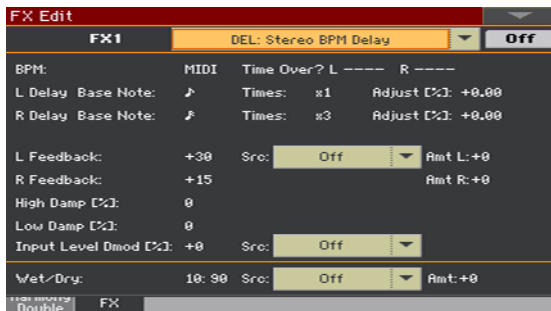 FX Edit
FX1 DEL: Stereo BPM Delay Off
BPM: MIDI Time Over? L ---- R ----
L Delay Base Note: ♪ Times: x1 Adjust [%]: +0.00
R Delay Base Note: ♪ Times: x3 Adjust [%]: +0.00
L Feedback: +30 Src: Off Amt L:+0
R Feedback: +15 Amt R:+0
High Damp [%]: 0
Low Damp [%]: 0
Input Level Dmod [%]: +0 Src: Off
Wet/Dry: 10: 90 Src: Off Amt:+0
Harmony
Double FX